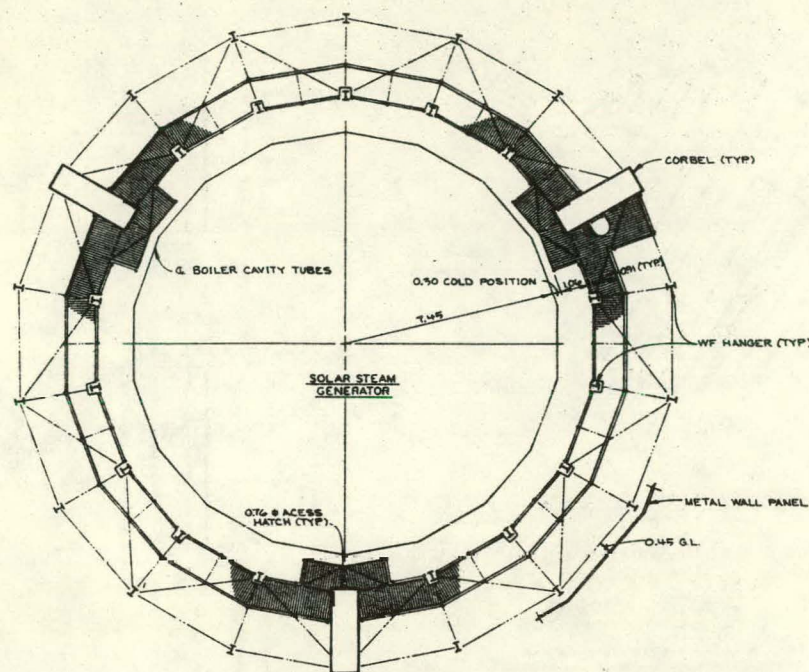 CORBEL (TYP)
℄ BOILER CAVITY TUBES
0.30 COLD POSITION
(TYP)
7.45
WF HANGER (TYP)
SOLAR STEAM
GENERATOR
METAL WALL PANEL
0.76 Φ ACESS
HATCH (TYP)
0.45 G.L.